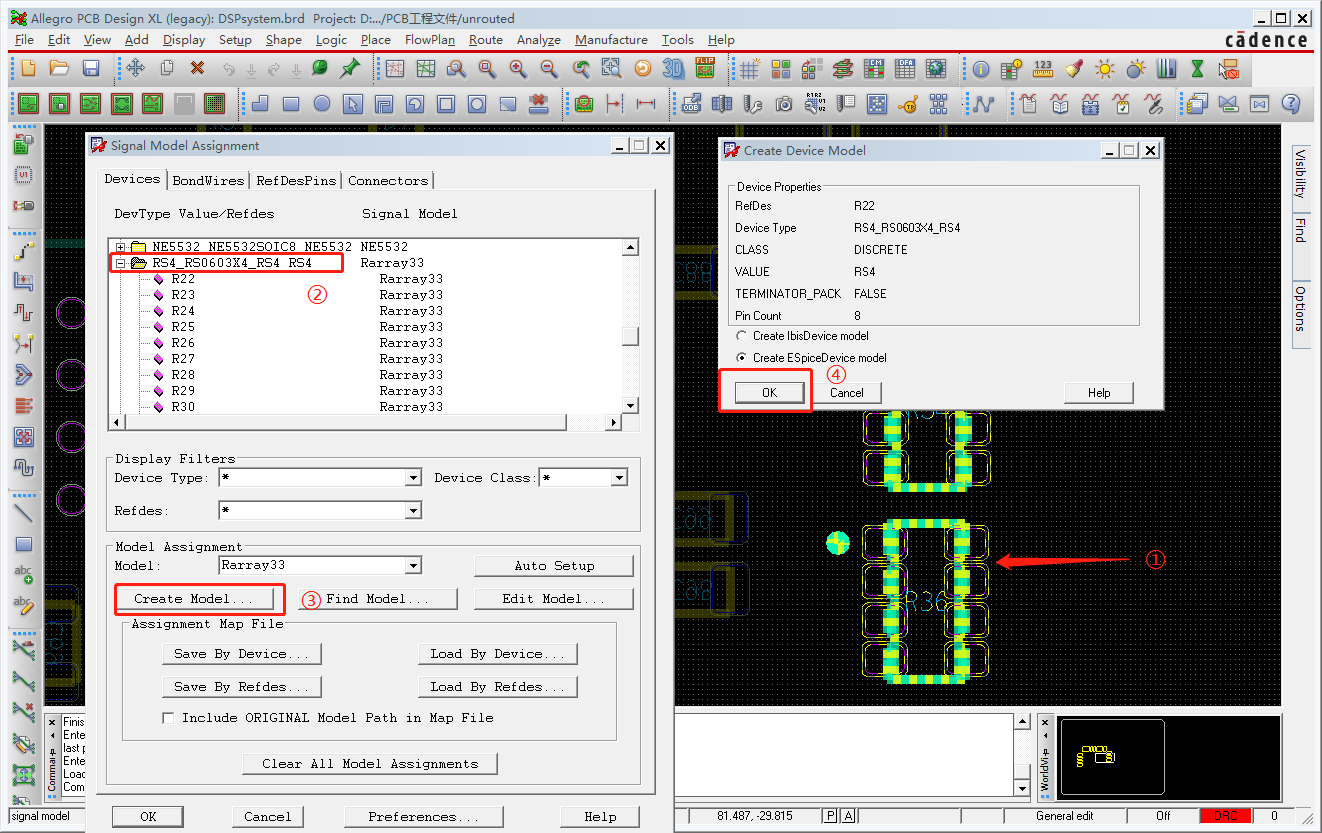 Allegro PCB Design XL (legacy): DSPsystem.brd Project: D:.../PCB工程文件/unrouted
File Edit View Add Display Setup Shape Logic Place FlowPlan Route Analyze Manufacture Tools Help
cādence
Signal Model Assignment
Devices BondWires RefDesPins Connectors
DevType Value/Refdes Signal Model
NE5532_NE5532SOIC8_NE5532 NE5532
RS4_RS0603X4_RS4 RS4 Rarray33
②
R22 Rarray33
R23 Rarray33
R24 Rarray33
R25 Rarray33
R26 Rarray33
R27 Rarray33
R28 Rarray33
R29 Rarray33
R30 Rarray33
Display Filters
Device Type: * Device Class: *
Refdes: *
Model Assignment
Model: Rarray33 Auto Setup
Create Model... ③ Find Model... Edit Model...
Assignment Map File
Save By Device... Load By Device...
Save By Refdes... Load By Refdes...
Include ORIGINAL Model Path in Map File
Clear All Model Assignments
OK Cancel Preferences... Help
Create Device Model
Device Properties
RefDes R22
Device Type RS4_RS0603X4_RS4
CLASS DISCRETE
VALUE RS4
TERMINATOR_PACK FALSE
Pin Count 8
Create IbisDevice model
Create ESpiceDevice model
④
OK Cancel Help
①
R36
Visibility
Find
Options
Finis
Ente
last p
Ente
Load
Com
signal model
81.487, -29.815 P A General edit Off DRC 0